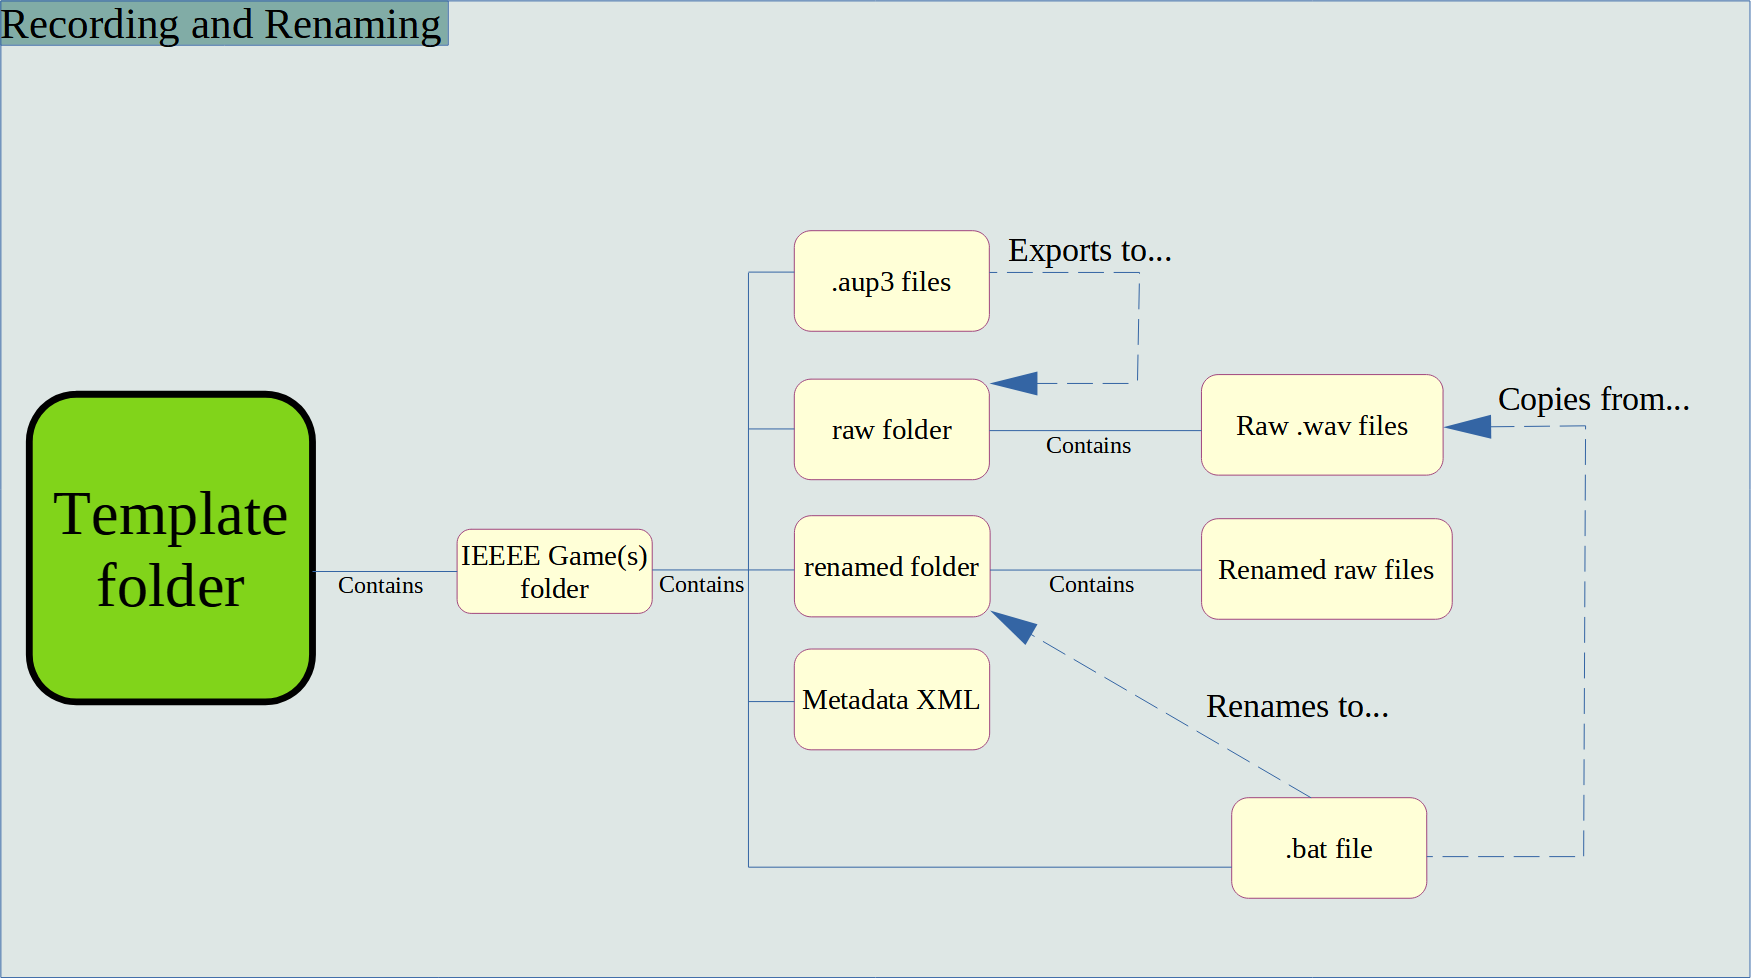 Recording and Renaming
Exports to...
.aup3 files
Copies from...
Raw .wav files
raw folder
Contains
Template
folder
Contains
IEEEE Game(s)
folder
Contains
renamed folder
Contains
Renamed raw files
Metadata XML
Renames to...
.bat file